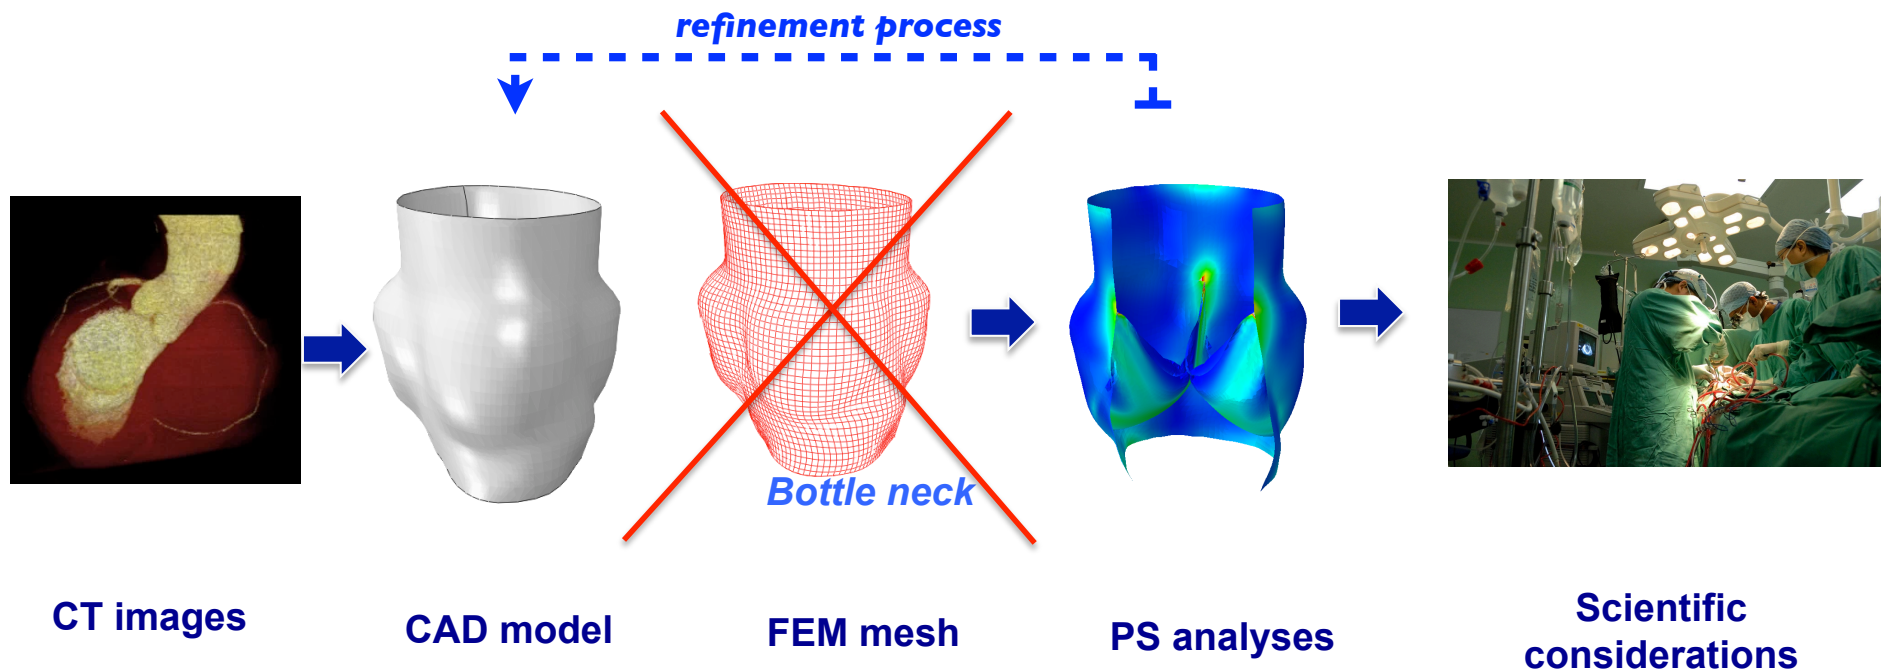 refinement process
Bottle neck
CT images
CAD model
FEM mesh
PS analyses
Scientific
considerations